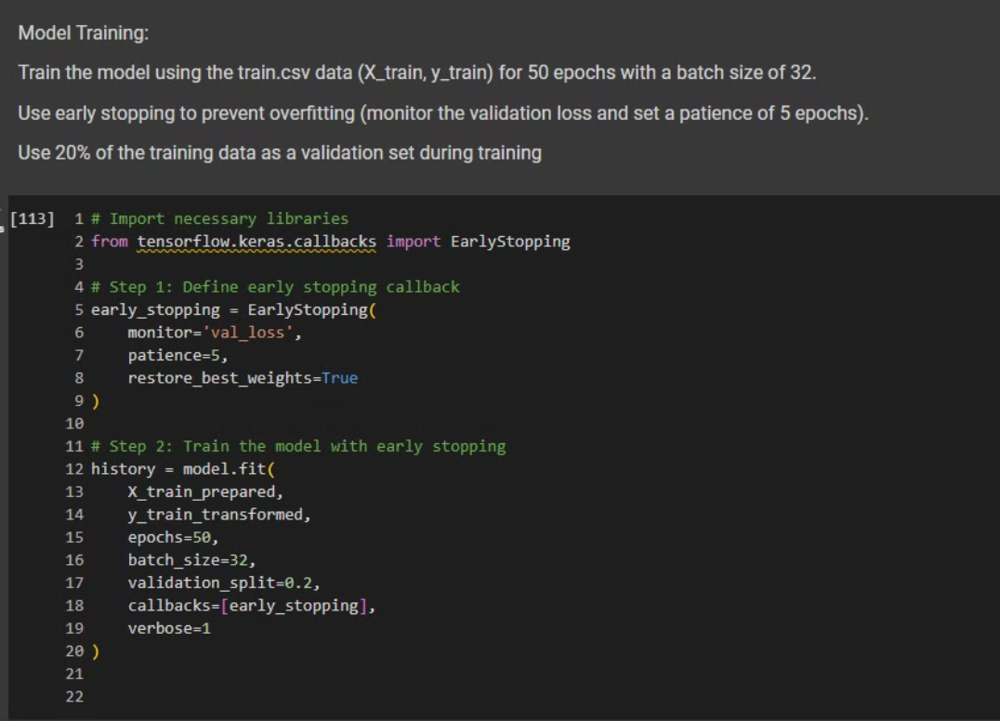 Model Training:
Train the model using the train.csv data (X_train, y_train) for 50 epochs with a batch size of 32.
Use early stopping to prevent overfitting (monitor the validation loss and set a patience of 5 epochs).
Use 20% of the training data as a validation set during training
[113] 1 # Import necessary libraries
s 2 from tensorflow.keras.callbacks import EarlyStopping
3
4 # Step 1: Define early stopping callback
5 early_stopping = EarlyStopping(
6     monitor='val_loss',
7     patience=5,
8     restore_best_weights=True
9 )
10
11 # Step 2: Train the model with early stopping
12 history = model.fit(
13     X_train_prepared,
14     y_train_transformed,
15     epochs=50,
16     batch_size=32,
17     validation_split=0.2,
18     callbacks=[early_stopping],
19     verbose=1
20 )
21
22